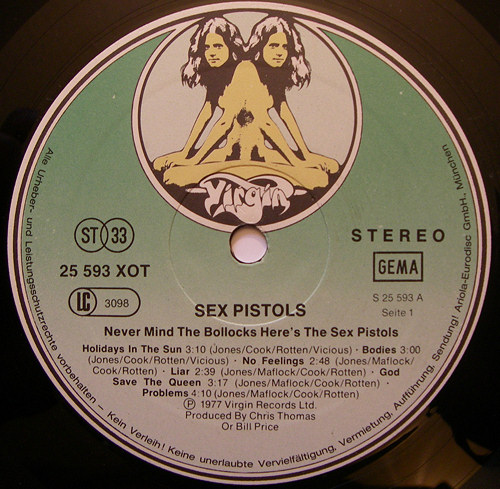 Virgin
ST 33
STEREO
25 593 XOT
GEMA
LC 3098
S 25 593 A
Seite 1
SEX PISTOLS
Never Mind The Bollocks Here's The Sex Pistols
Holidays In The Sun 3:10 (Jones/Cook/Rotten/Vicious) · Bodies 3:00
(Jones/Cook/Rotten/Vicious) · No Feelings 2:48 (Jones/Maflock/
Cook/Rotten) · Liar 2:39 (Jones/Maflock/Cook/Rotten) · God
Save The Queen 3:17 (Jones/Maflock/Cook/Rotten) ·
Problems 4:10 (Jones/Maflock/Cook/Rotten)
℗ 1977 Virgin Records Ltd.
Produced By Chris Thomas
Or Bill Price
Alle Urheber- und Leistungsschutzrechte vorbehalten – Kein Verleih! Keine unerlaubte Vervielfältigung, Vermietung, Aufführung, Sendung! Ariola-Eurodisc GmbH, München